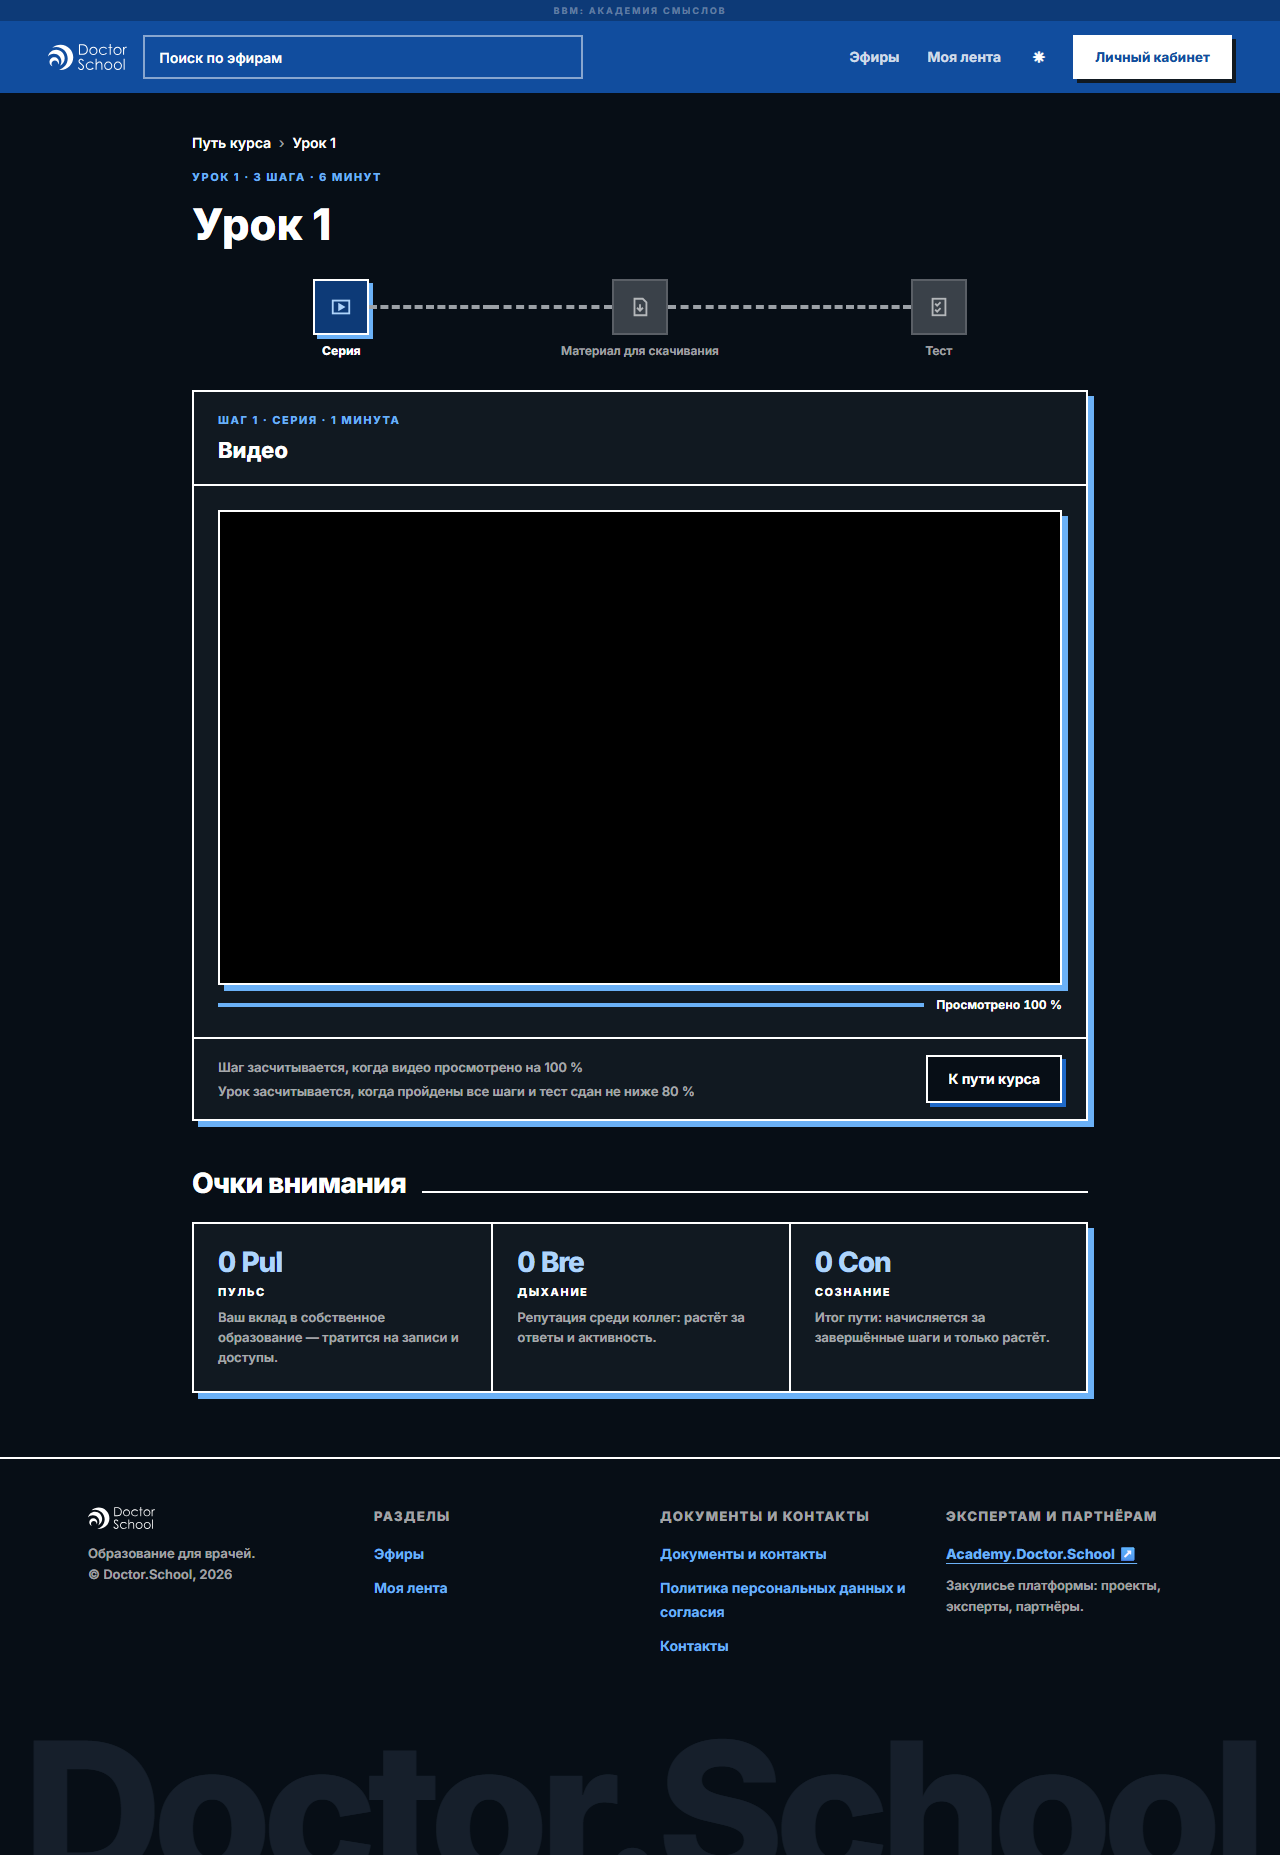 ВВМ: АКАДЕМИЯ СМЫСЛОВ
Doctor
School
Поиск по эфирам
Эфиры
Моя лента
Личный кабинет
Путь курса › Урок 1
УРОК 1 · 3 ШАГА · 6 МИНУТ
Урок 1
Серия
Материал для скачивания
Тест
ШАГ 1 · СЕРИЯ · 1 МИНУТА
Видео
Просмотрено 100 %
Шаг засчитывается, когда видео просмотрено на 100 %
Урок засчитывается, когда пройдены все шаги и тест сдан не ниже 80 %
К пути курса
Очки внимания
0 Pul
ПУЛЬС
Ваш вклад в собственное
образование — тратится на записи и
доступы.
0 Bre
ДЫХАНИЕ
Репутация среди коллег: растёт за
ответы и активность.
0 Con
СОЗНАНИЕ
Итог пути: начисляется за
завершённые шаги и только растёт.
Doctor
School
Образование для врачей.
© Doctor.School, 2026
РАЗДЕЛЫ
Эфиры
Моя лента
ДОКУМЕНТЫ И КОНТАКТЫ
Документы и контакты
Политика персональных данных и
согласия
Контакты
ЭКСПЕРТАМ И ПАРТНЁРАМ
Academy.Doctor.School ↗
Закулисье платформы: проекты,
эксперты, партнёры.
Doctor.School